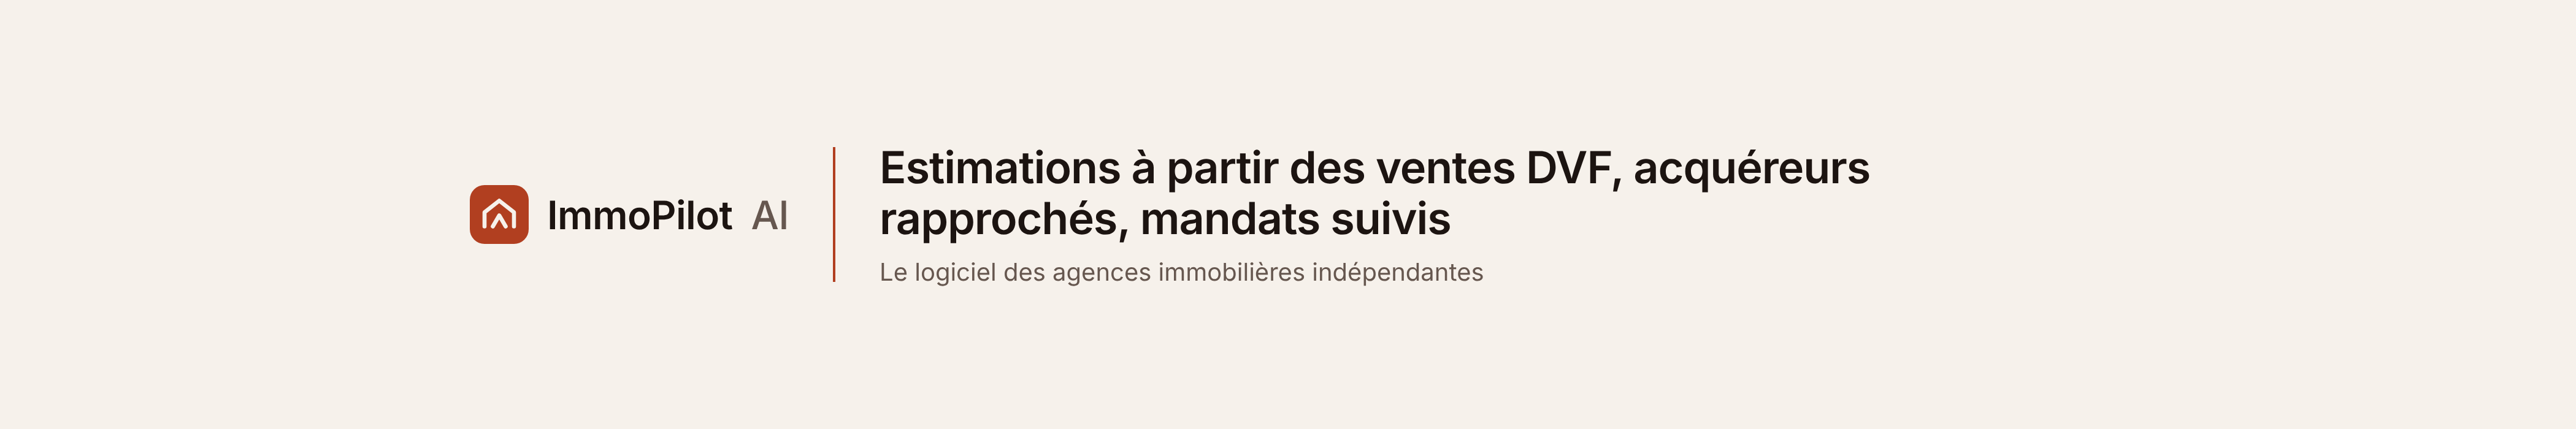 ImmoPilot AI
Estimations à partir des ventes DVF, acquéreurs
rapprochés, mandats suivis
Le logiciel des agences immobilières indépendantes